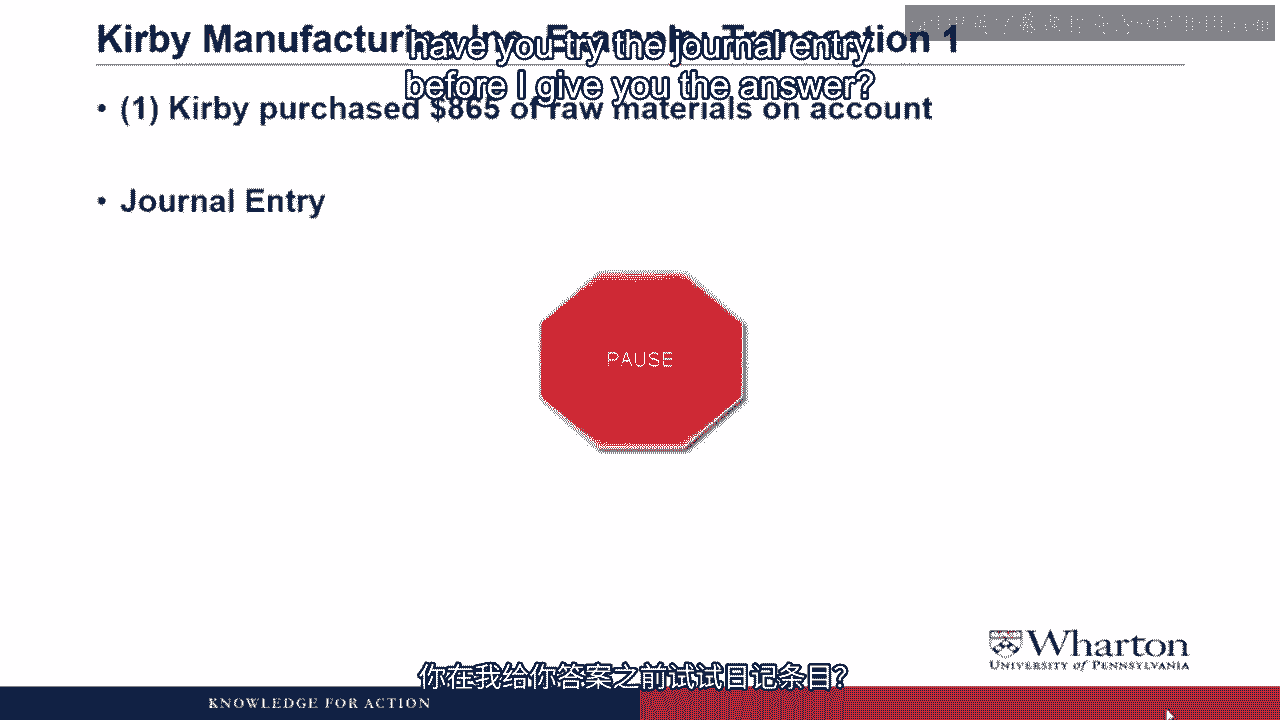 Kirby Manufacturing Inc. Example: Transaction 1
have you try the journal entry
before I give you the answer?
• (1) Kirby purchased $865 of raw materials on account
• Journal Entry
PAUSE
Wharton
UNIVERSITY of PENNSYLVANIA
你在我给你答案之前试试日记条目?
KNOWLEDGE FOR ACTION